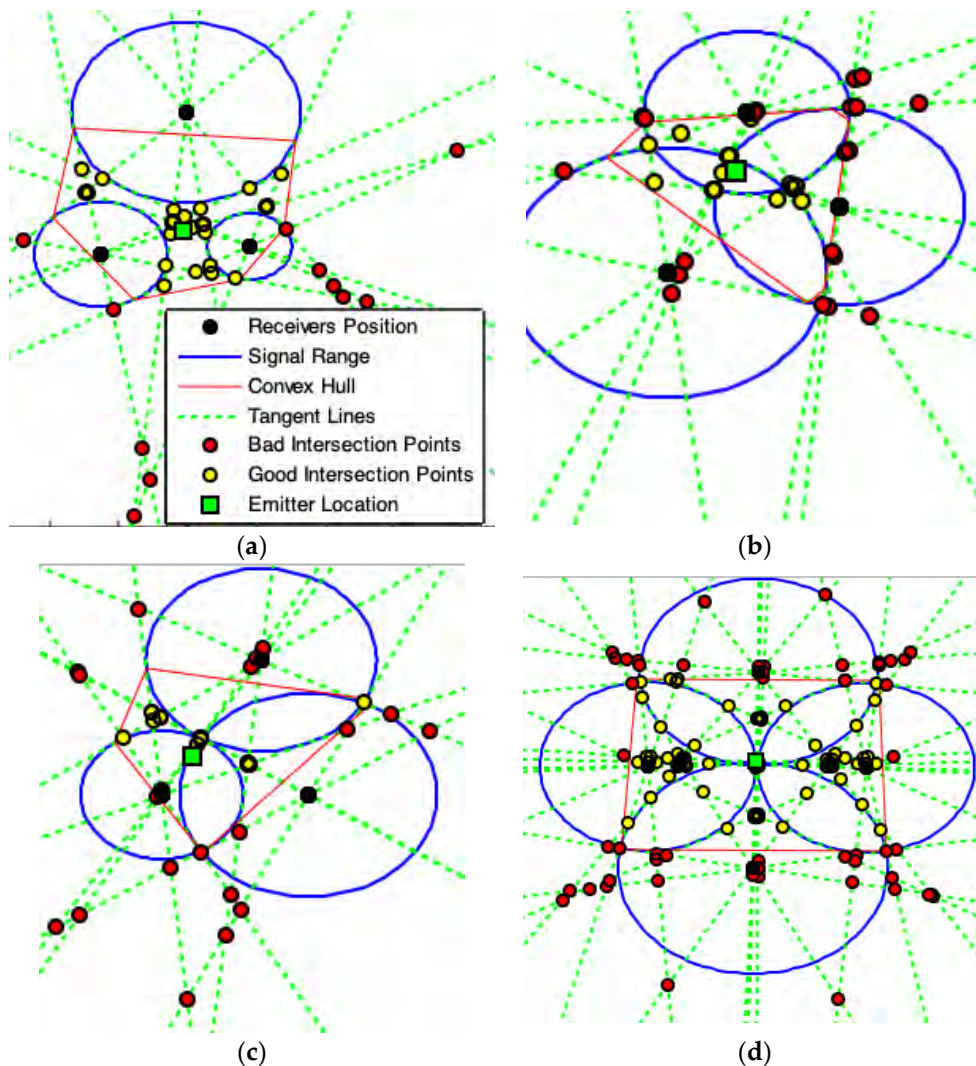 Receivers Position
Signal Range
Convex Hull
Tangent Lines
Bad Intersection Points
Good Intersection Points
Emitter Location
(a)
(b)
(c)
(d)